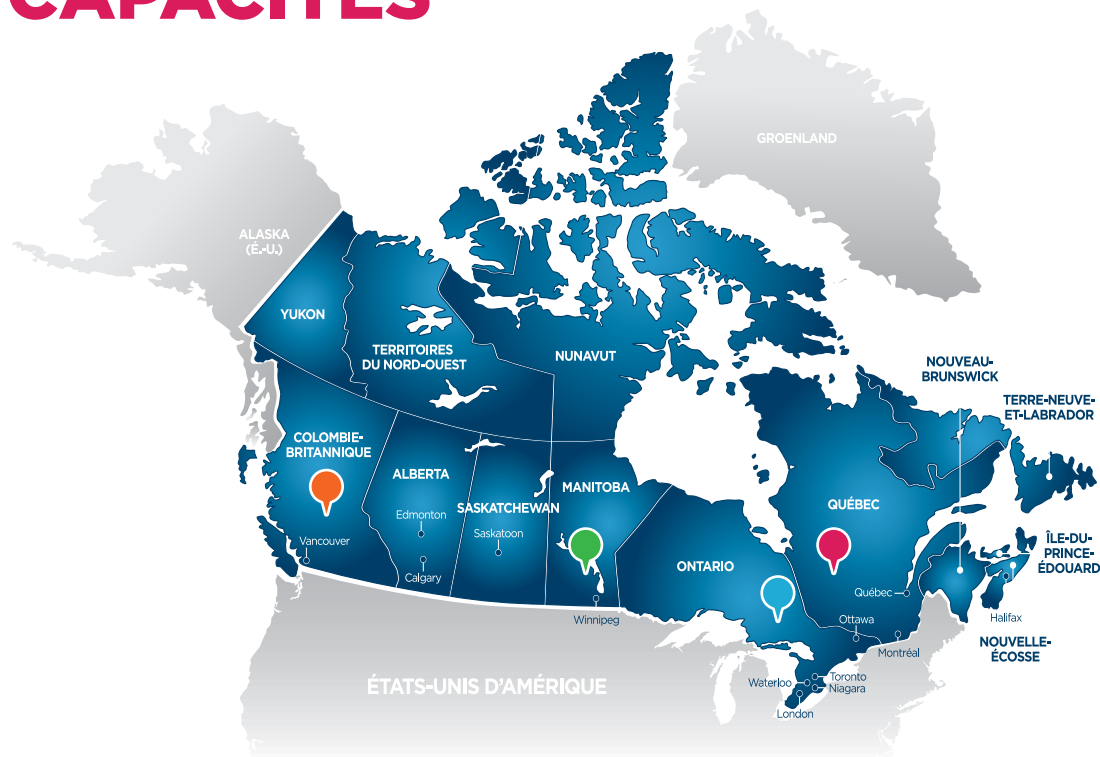 CAPACITÉS
GROENLAND
ALASKA
(É.-U.)
YUKON
TERRITOIRES
DU NORD-OUEST
NUNAVUT
NOUVEAU-
BRUNSWICK
TERRE-NEUVE-
ET-LABRADOR
COLOMBIE-
BRITANNIQUE
ALBERTA
SASKATCHEWAN
MANITOBA
QUÉBEC
Edmonton
Saskatoon
Vancouver
Calgary
ONTARIO
ÎLE-DU-
PRINCE-
ÉDOUARD
Québec
Winnipeg
Ottawa
Halifax
Montréal
NOUVELLE-
ÉCOSSE
ÉTATS-UNIS D'AMÉRIQUE
Waterloo
Toronto
Niagara
London